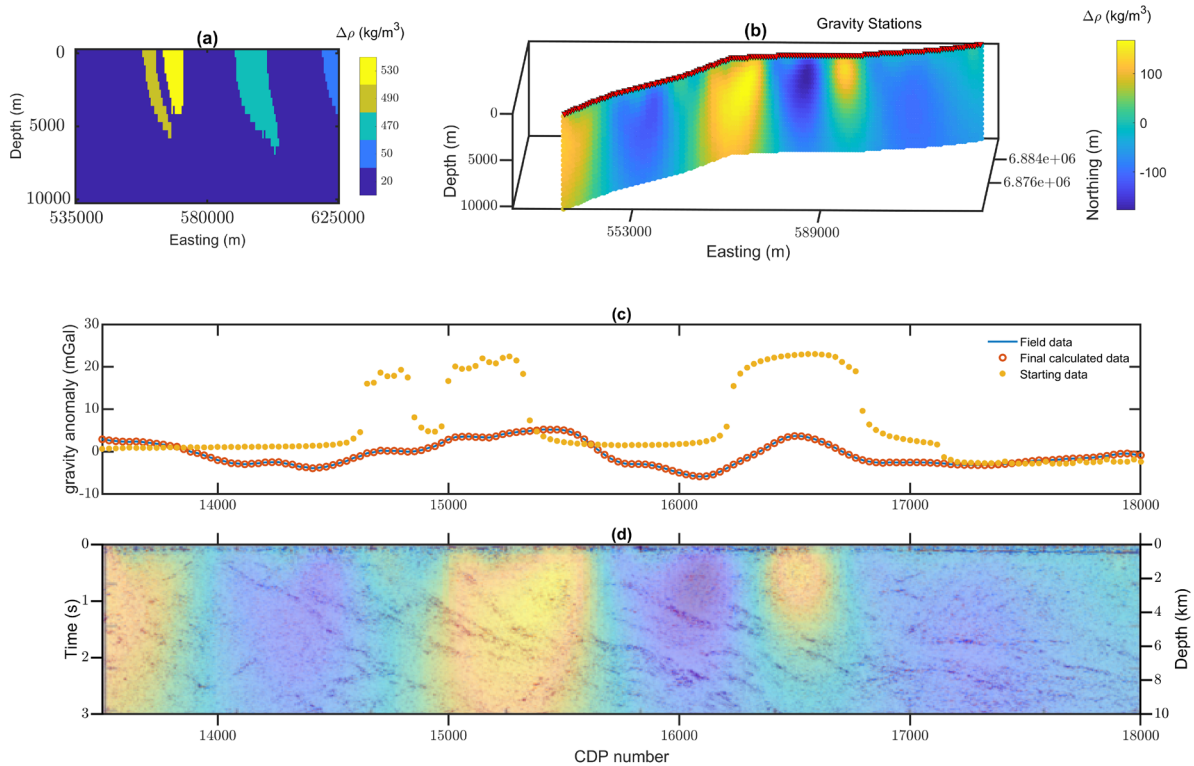 (a)
Δρ (kg/m³)
0
5000
10000
Depth (m)
535000
580000
625000
Easting (m)
530
490
470
50
20
(b)
Gravity Stations
0
5000
10000
Depth (m)
553000
589000
Easting (m)
6.884e+06
6.876e+06
Northing (m)
Δρ (kg/m³)
100
0
-100
(c)
30
20
10
0
-10
gravity anomaly (mGal)
Field data
Final calculated data
Starting data
14000
15000
16000
17000
18000
(d)
0
1
2
3
Time (s)
0
2
4
6
8
10
Depth (km)
14000
15000
16000
17000
18000
CDP number